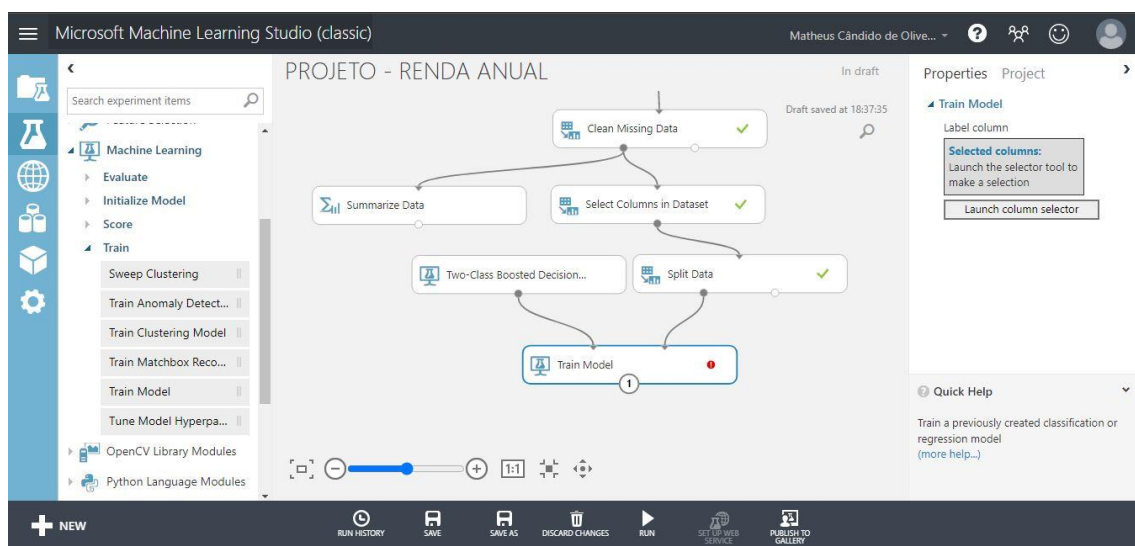 Microsoft Machine Learning Studio (classic)
Matheus Cândido de Olive...
?
Search experiment items
Feature Selection
Machine Learning
Evaluate
Initialize Model
Score
Train
Sweep Clustering
Train Anomaly Detect...
Train Clustering Model
Train Matchbox Reco...
Train Model
Tune Model Hyperpa...
OpenCV Library Modules
Python Language Modules
PROJETO - RENDA ANUAL
In draft
Draft saved at 18:37:35
Clean Missing Data
Summarize Data
Select Columns in Dataset
Two-Class Boosted Decision...
Split Data
Train Model
1
1:1
Properties Project
Train Model
Label column
Selected columns:
Launch the selector tool to
make a selection
Launch column selector
Quick Help
Train a previously created classification or
regression model
(more help...)
NEW
RUN HISTORY
SAVE
SAVE AS
DISCARD CHANGES
RUN
SET UP WEB
SERVICE
PUBLISH TO
GALLERY